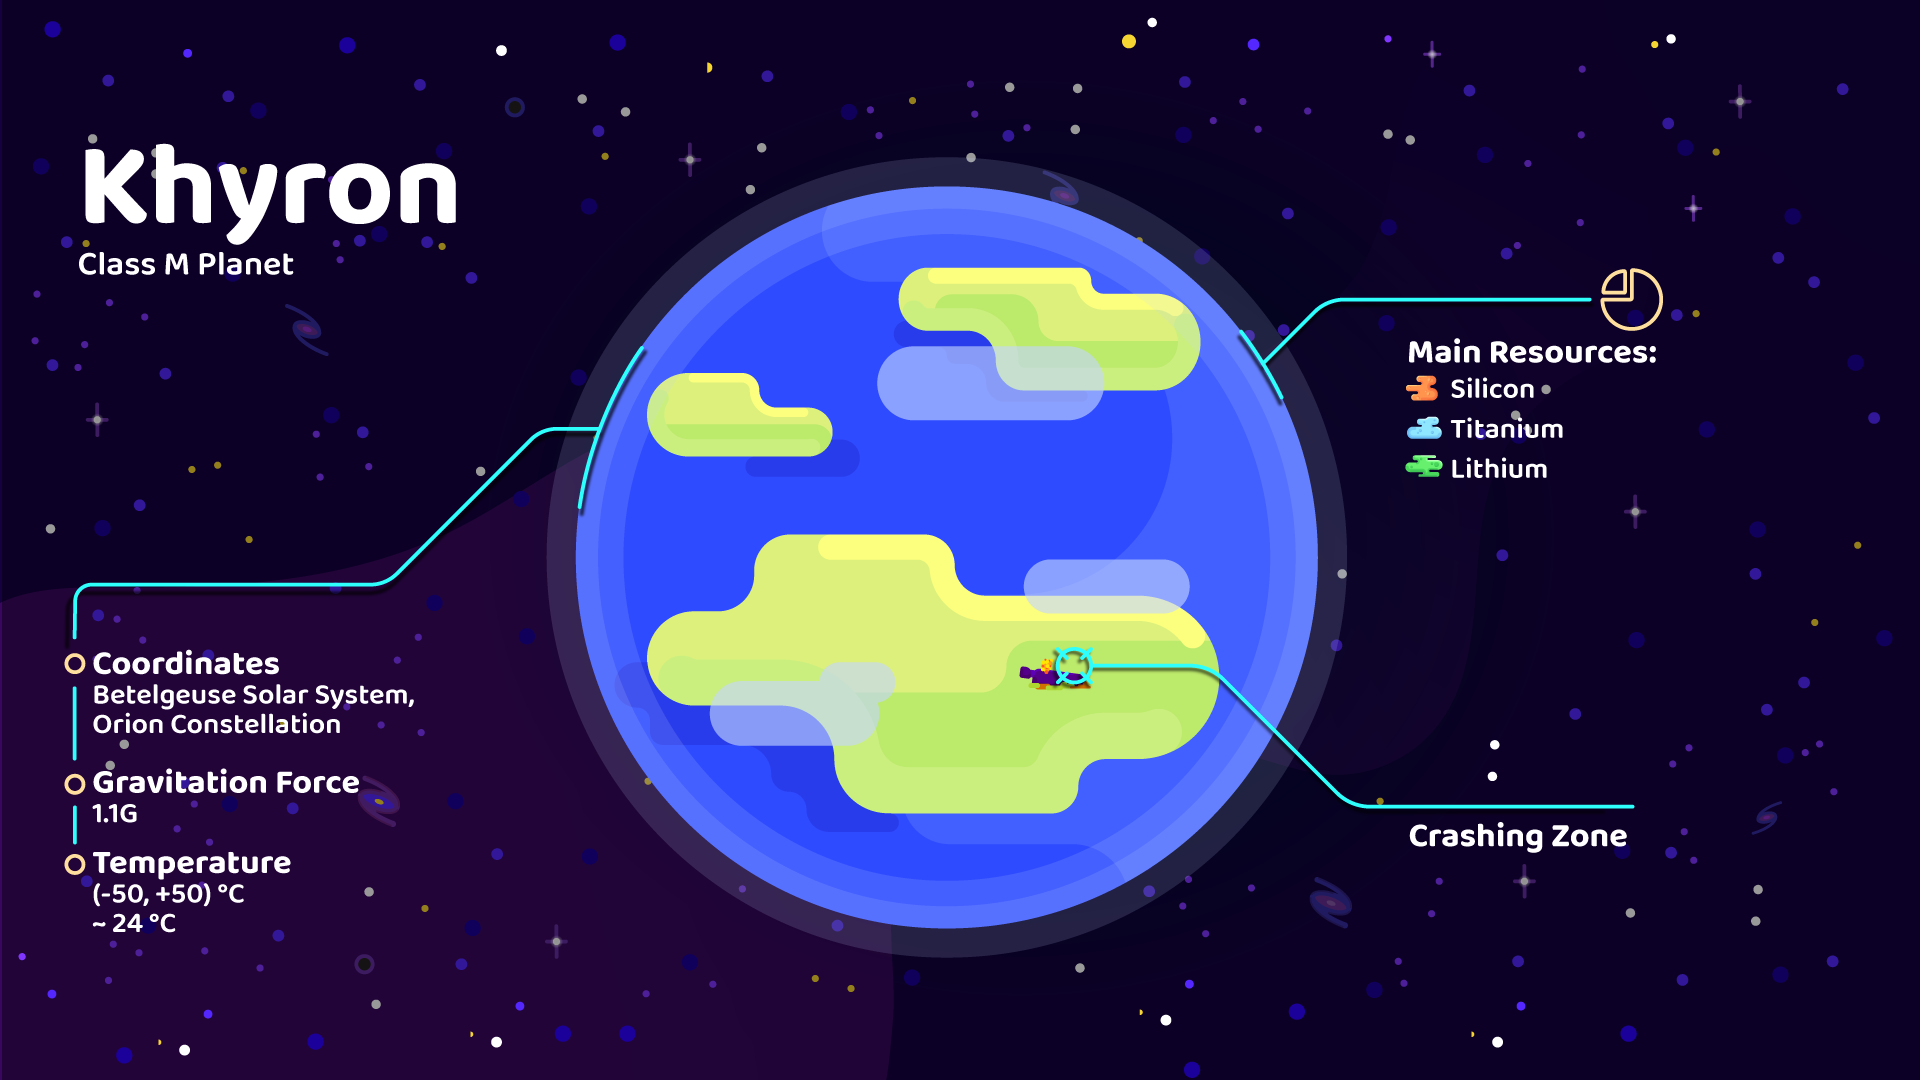 Khyron
Class M Planet
Main Resources:
Silicon
Titanium
Lithium
Coordinates
Betelgeuse Solar System,
Orion Constellation
Gravitation Force
1.1G
Temperature
(-50, +50) °C
~ 24 °C
Crashing Zone